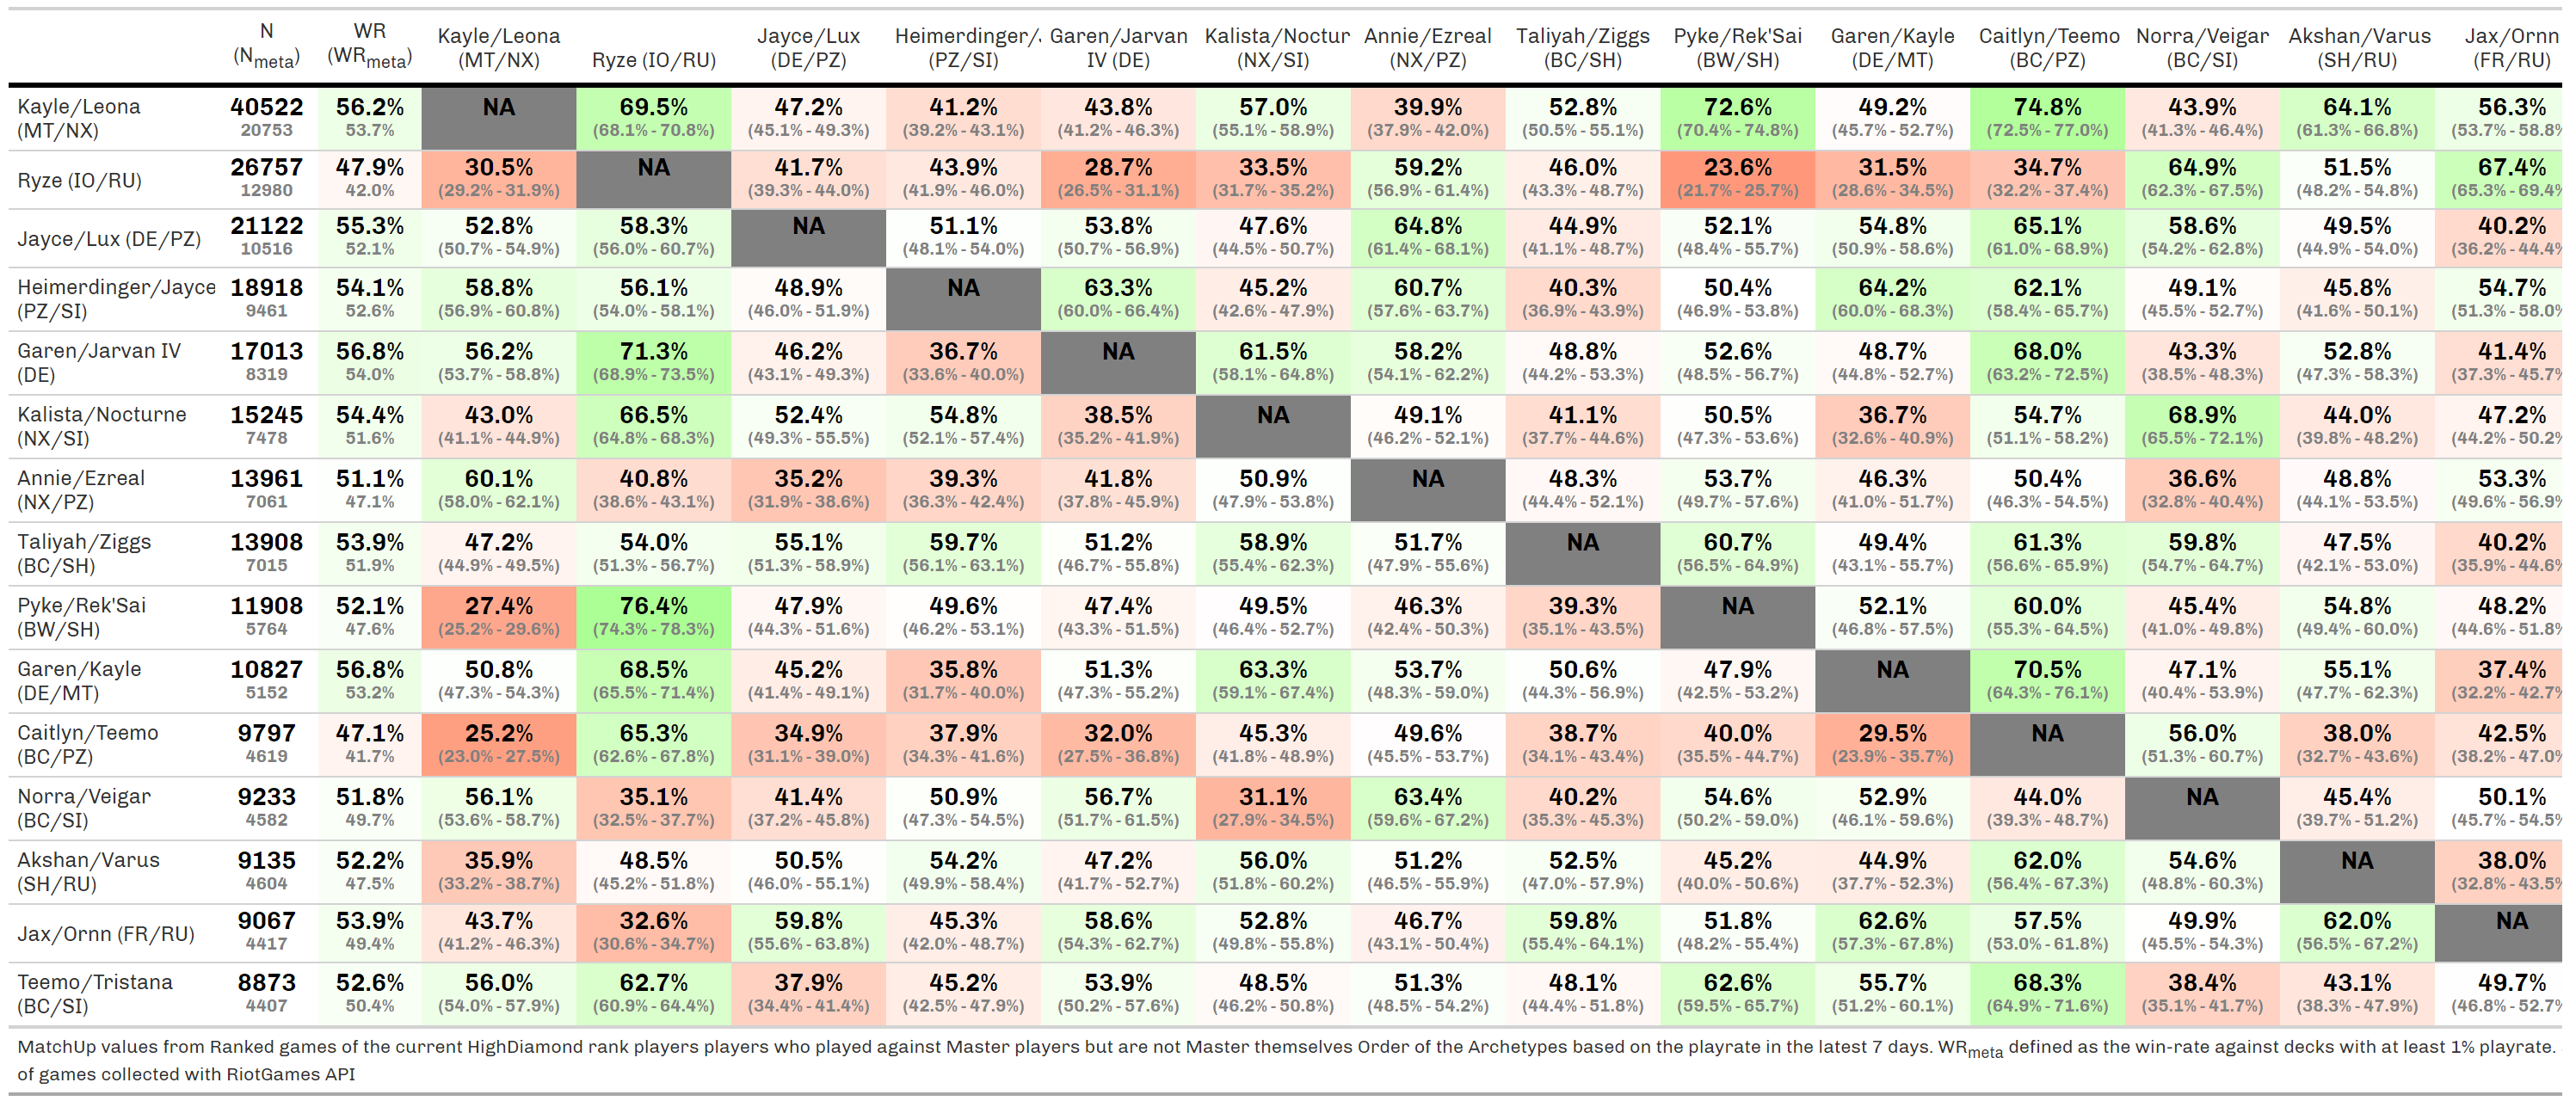 N WR Kayle/Leona Jayce/Lux Heimerdinger/J Garen/Jarvan Kalista/Noctur Annie/Ezreal Taliyah/Ziggs Pyke/Rek'Sai Garen/Kayle Caitlyn/Teemo Norra/Veigar Akshan/Varus Jax/Ornn
(Nmeta) (WRmeta) (MT/NX) Ryze (IO/RU) (DE/PZ) (PZ/SI) IV (DE) (NX/SI) (NX/PZ) (BC/SH) (BW/SH) (DE/MT) (BC/PZ) (BC/SI) (SH/RU) (FR/RU)
Kayle/Leona 40522 56.2% NA 69.5% 47.2% 41.2% 43.8% 57.0% 39.9% 52.8% 72.6% 49.2% 74.8% 43.9% 64.1% 56.3%
(MT/NX) 20753 53.7% (68.1% - 70.8%) (45.1% - 49.3%) (39.2% - 43.1%) (41.2% - 46.3%) (55.1% - 58.9%) (37.9% - 42.0%) (50.5% - 55.1%) (70.4% - 74.8%) (45.7% - 52.7%) (72.5% - 77.0%) (41.3% - 46.4%) (61.3% - 66.8%) (53.7% - 58.8%
Ryze (IO/RU) 26757 47.9% 30.5% NA 41.7% 43.9% 28.7% 33.5% 59.2% 46.0% 23.6% 31.5% 34.7% 64.9% 51.5% 67.4%
12980 42.0% (29.2% - 31.9%) (39.3% - 44.0%) (41.9% - 46.0%) (26.5% - 31.1%) (31.7% - 35.2%) (56.9% - 61.4%) (43.3% - 48.7%) (21.7% - 25.7%) (28.6% - 34.5%) (32.2% - 37.4%) (62.3% - 67.5%) (48.2% - 54.8%) (65.3% - 69.4%
Jayce/Lux (DE/PZ) 21122 55.3% 52.8% 58.3% NA 51.1% 53.8% 47.6% 64.8% 44.9% 52.1% 54.8% 65.1% 58.6% 49.5% 40.2%
10516 52.1% (50.7% - 54.9%) (56.0% - 60.7%) (48.1% - 54.0%) (50.7% - 56.9%) (44.5% - 50.7%) (61.4% - 68.1%) (41.1% - 48.7%) (48.4% - 55.7%) (50.9% - 58.6%) (61.0% - 68.9%) (54.2% - 62.8%) (44.9% - 54.0%) (36.2% - 44.4%
Heimerdinger/Jayce 18918 54.1% 58.8% 56.1% 48.9% NA 63.3% 45.2% 60.7% 40.3% 50.4% 64.2% 62.1% 49.1% 45.8% 54.7%
(PZ/SI) 9461 52.6% (56.9% - 60.8%) (54.0% - 58.1%) (46.0% - 51.9%) (60.0% - 66.4%) (42.6% - 47.9%) (57.6% - 63.7%) (36.9% - 43.9%) (46.9% - 53.8%) (60.0% - 68.3%) (58.4% - 65.7%) (45.5% - 52.7%) (41.6% - 50.1%) (51.3% - 58.0%
Garen/Jarvan IV 17013 56.8% 56.2% 71.3% 46.2% 36.7% NA 61.5% 58.2% 48.8% 52.6% 48.7% 68.0% 43.3% 52.8% 41.4%
(DE) 8319 54.0% (53.7% - 58.8%) (68.9% - 73.5%) (43.1% - 49.3%) (33.6% - 40.0%) (58.1% - 64.8%) (54.1% - 62.2%) (44.2% - 53.3%) (48.5% - 56.7%) (44.8% - 52.7%) (63.2% - 72.5%) (38.5% - 48.3%) (47.3% - 58.3%) (37.3% - 45.7%
Kalista/Nocturne 15245 54.4% 43.0% 66.5% 52.4% 54.8% 38.5% NA 49.1% 41.1% 50.5% 36.7% 54.7% 68.9% 44.0% 47.2%
(NX/SI) 7478 51.6% (41.1% - 44.9%) (64.8% - 68.3%) (49.3% - 55.5%) (52.1% - 57.4%) (35.2% - 41.9%) (46.2% - 52.1%) (37.7% - 44.6%) (47.3% - 53.6%) (32.6% - 40.9%) (51.1% - 58.2%) (65.5% - 72.1%) (39.8% - 48.2%) (44.2% - 50.2%
Annie/Ezreal 13961 51.1% 60.1% 40.8% 35.2% 39.3% 41.8% 50.9% NA 48.3% 53.7% 46.3% 50.4% 36.6% 48.8% 53.3%
(NX/PZ) 7061 47.1% (58.0% - 62.1%) (38.6% - 43.1%) (31.9% - 38.6%) (36.3% - 42.4%) (37.8% - 45.9%) (47.9% - 53.8%) (44.4% - 52.1%) (49.7% - 57.6%) (41.0% - 51.7%) (46.3% - 54.5%) (32.8% - 40.4%) (44.1% - 53.5%) (49.6% - 56.9%
Taliyah/Ziggs 13908 53.9% 47.2% 54.0% 55.1% 59.7% 51.2% 58.9% 51.7% NA 60.7% 49.4% 61.3% 59.8% 47.5% 40.2%
(BC/SH) 7015 51.9% (44.9% - 49.5%) (51.3% - 56.7%) (51.3% - 58.9%) (56.1% - 63.1%) (46.7% - 55.8%) (55.4% - 62.3%) (47.9% - 55.6%) (56.5% - 64.9%) (43.1% - 55.7%) (56.6% - 65.9%) (54.7% - 64.7%) (42.1% - 53.0%) (35.9% - 44.6%
Pyke/Rek'Sai 11908 52.1% 27.4% 76.4% 47.9% 49.6% 47.4% 49.5% 46.3% 39.3% NA 52.1% 60.0% 45.4% 54.8% 48.2%
(BW/SH) 5764 47.6% (25.2% - 29.6%) (74.3% - 78.3%) (44.3% - 51.6%) (46.2% - 53.1%) (43.3% - 51.5%) (46.4% - 52.7%) (42.4% - 50.3%) (35.1% - 43.5%) (46.8% - 57.5%) (55.3% - 64.5%) (41.0% - 49.8%) (49.4% - 60.0%) (44.6% - 51.8%
Garen/Kayle 10827 56.8% 50.8% 68.5% 45.2% 35.8% 51.3% 63.3% 53.7% 50.6% 47.9% NA 70.5% 47.1% 55.1% 37.4%
(DE/MT) 5152 53.2% (47.3% - 54.3%) (65.5% - 71.4%) (41.4% - 49.1%) (31.7% - 40.0%) (47.3% - 55.2%) (59.1% - 67.4%) (48.3% - 59.0%) (44.3% - 56.9%) (42.5% - 53.2%) (64.3% - 76.1%) (40.4% - 53.9%) (47.7% - 62.3%) (32.2% - 42.7%
Caitlyn/Teemo 9797 47.1% 25.2% 65.3% 34.9% 37.9% 32.0% 45.3% 49.6% 38.7% 40.0% 29.5% NA 56.0% 38.0% 42.5%
(BC/PZ) 4619 41.7% (23.0% - 27.5%) (62.6% - 67.8%) (31.1% - 39.0%) (34.3% - 41.6%) (27.5% - 36.8%) (41.8% - 48.9%) (45.5% - 53.7%) (34.1% - 43.4%) (35.5% - 44.7%) (23.9% - 35.7%) (51.3% - 60.7%) (32.7% - 43.6%) (38.2% - 47.0%
Norra/Veigar 9233 51.8% 56.1% 35.1% 41.4% 50.9% 56.7% 31.1% 63.4% 40.2% 54.6% 52.9% 44.0% NA 45.4% 50.1%
(BC/SI) 4582 49.7% (53.6% - 58.7%) (32.5% - 37.7%) (37.2% - 45.8%) (47.3% - 54.5%) (51.7% - 61.5%) (27.9% - 34.5%) (59.6% - 67.2%) (35.3% - 45.3%) (50.2% - 59.0%) (46.1% - 59.6%) (39.3% - 48.7%) (39.7% - 51.2%) (45.7% - 54.5%
Akshan/Varus 9135 52.2% 35.9% 48.5% 50.5% 54.2% 47.2% 56.0% 51.2% 52.5% 45.2% 44.9% 62.0% 54.6% NA 38.0%
(SH/RU) 4604 47.5% (33.2% - 38.7%) (45.2% - 51.8%) (46.0% - 55.1%) (49.9% - 58.4%) (41.7% - 52.7%) (51.8% - 60.2%) (46.5% - 55.9%) (47.0% - 57.9%) (40.0% - 50.6%) (37.7% - 52.3%) (56.4% - 67.3%) (48.8% - 60.3%) (32.8% - 43.5%
Jax/Ornn (FR/RU) 9067 53.9% 43.7% 32.6% 59.8% 45.3% 58.6% 52.8% 46.7% 59.8% 51.8% 62.6% 57.5% 49.9% 62.0% NA
4417 49.4% (41.2% - 46.3%) (30.6% - 34.7%) (55.6% - 63.8%) (42.0% - 48.7%) (54.3% - 62.7%) (49.8% - 55.8%) (43.1% - 50.4%) (55.4% - 64.1%) (48.2% - 55.4%) (57.3% - 67.8%) (53.0% - 61.8%) (45.5% - 54.3%) (56.5% - 67.2%)
Teemo/Tristana 8873 52.6% 56.0% 62.7% 37.9% 45.2% 53.9% 48.5% 51.3% 48.1% 62.6% 55.7% 68.3% 38.4% 43.1% 49.7%
(BC/SI) 4407 50.4% (54.0% - 57.9%) (60.9% - 64.4%) (34.4% - 41.4%) (42.5% - 47.9%) (50.2% - 57.6%) (46.2% - 50.8%) (48.5% - 54.2%) (44.4% - 51.8%) (59.5% - 65.7%) (51.2% - 60.1%) (64.9% - 71.6%) (35.1% - 41.7%) (38.3% - 47.9%) (46.8% - 52.7%
MatchUp values from Ranked games of the current HighDiamond rank players players who played against Master players but are not Master themselves Order of the Archetypes based on the playrate in the latest 7 days. WRmeta defined as the win-rate against decks with at least 1% playrate.
of games collected with RiotGames API